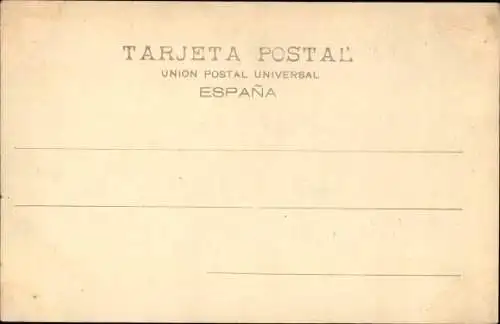 TARJETA POSTAL
UNION POSTAL UNIVERSAL
ESPAÑA